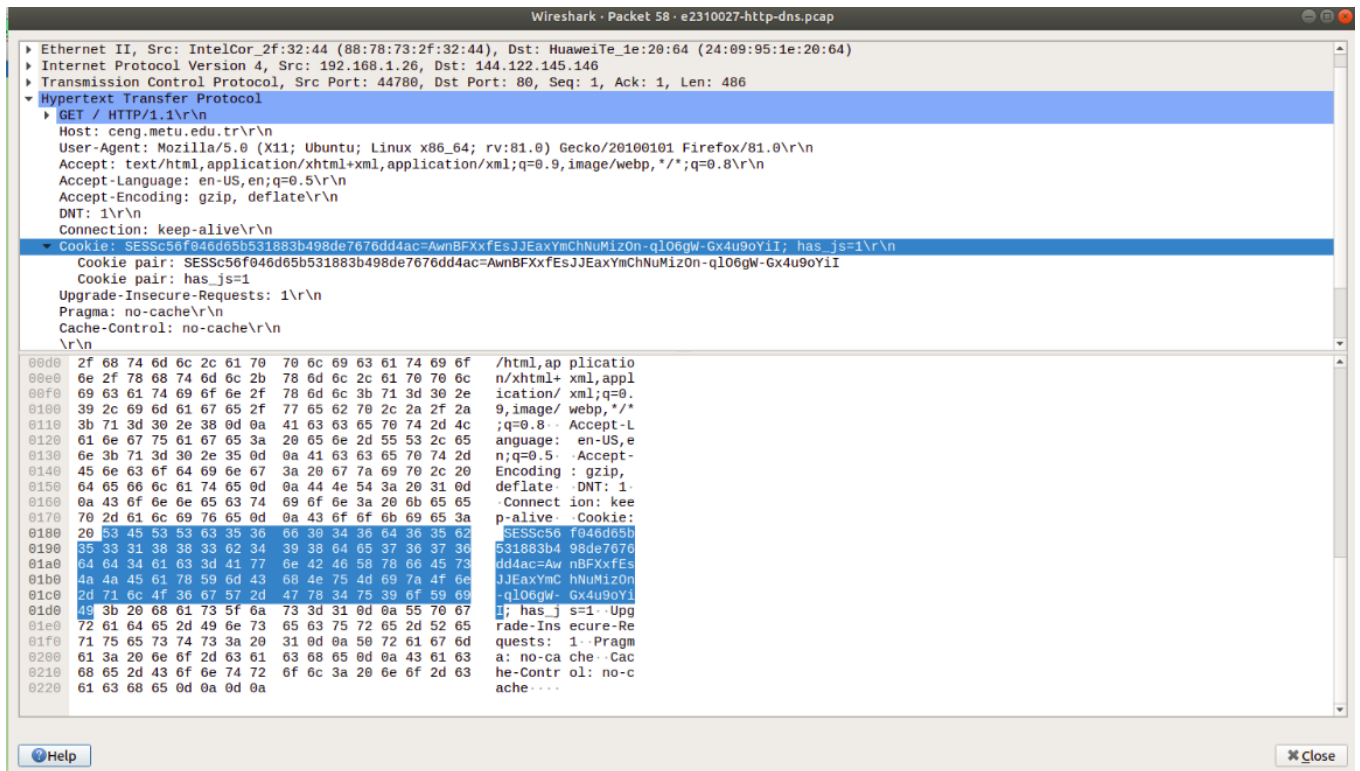 Wireshark · Packet 58 · e2310027-http-dns.pcap
Ethernet II, Src: IntelCor_2f:32:44 (88:78:73:2f:32:44), Dst: HuaweiTe_1e:20:64 (24:09:95:1e:20:64)
Internet Protocol Version 4, Src: 192.168.1.26, Dst: 144.122.145.146
Transmission Control Protocol, Src Port: 44780, Dst Port: 80, Seq: 1, Ack: 1, Len: 486
Hypertext Transfer Protocol
GET / HTTP/1.1\r\n
Host: ceng.metu.edu.tr\r\n
User-Agent: Mozilla/5.0 (X11; Ubuntu; Linux x86_64; rv:81.0) Gecko/20100101 Firefox/81.0\r\n
Accept: text/html,application/xhtml+xml,application/xml;q=0.9,image/webp,*/*;q=0.8\r\n
Accept-Language: en-US,en;q=0.5\r\n
Accept-Encoding: gzip, deflate\r\n
DNT: 1\r\n
Connection: keep-alive\r\n
Cookie: SESSc56f046d65b531883b498de7676dd4ac=AwnBFXxfEsJJEaxYmChNuMizOn-qlO6gW-Gx4u9oYiI; has_js=1\r\n
Cookie pair: SESSc56f046d65b531883b498de7676dd4ac=AwnBFXxfEsJJEaxYmChNuMizOn-qlO6gW-Gx4u9oYiI
Cookie pair: has_js=1
Upgrade-Insecure-Requests: 1\r\n
Pragma: no-cache\r\n
Cache-Control: no-cache\r\n
\r\n
00d0 2f 68 74 6d 6c 2c 61 70 70 6c 69 63 61 74 69 6f /html,ap plicatio
00e0 6e 2f 78 68 74 6d 6c 2b 78 6d 6c 2c 61 70 70 6c n/xhtml+ xml,appl
00f0 69 63 61 74 69 6f 6e 2f 78 6d 6c 3b 71 3d 30 2e ication/ xml;q=0.
0100 39 2c 69 6d 61 67 65 2f 77 65 62 70 2c 2a 2f 2a 9,image/ webp,*/*
0110 3b 71 3d 30 2e 38 0d 0a 41 63 63 65 70 74 2d 4c ;q=0.8·· Accept-L
0120 61 6e 67 75 61 67 65 3a 20 65 6e 2d 55 53 2c 65 anguage: en-US,e
0130 6e 3b 71 3d 30 2e 35 0d 0a 41 63 63 65 70 74 2d n;q=0.5· ·Accept-
0140 45 6e 63 6f 64 69 6e 67 3a 20 67 7a 69 70 2c 20 Encoding : gzip,
0150 64 65 66 6c 61 74 65 0d 0a 44 4e 54 3a 20 31 0d deflate· ·DNT: 1·
0160 0a 43 6f 6e 6e 65 63 74 69 6f 6e 3a 20 6b 65 65 ·Connect ion: kee
0170 70 2d 61 6c 69 76 65 0d 0a 43 6f 6f 6b 69 65 3a p-alive· ·Cookie:
0180 20 53 45 53 53 63 35 36 66 30 34 36 64 36 35 62 SESSc56 f046d65b
0190 35 33 31 38 38 33 62 34 39 38 64 65 37 36 37 36 531883b4 98de7676
01a0 64 64 34 61 63 3d 41 77 6e 42 46 58 78 66 45 73 dd4ac=Aw nBFXxfEs
01b0 4a 4a 45 61 78 59 6d 43 68 4e 75 4d 69 7a 4f 6e JJEaxYmC hNuMizOn
01c0 2d 71 6c 4f 36 67 57 2d 47 78 34 75 39 6f 59 69 -qlO6gW- Gx4u9oYi
01d0 49 3b 20 68 61 73 5f 6a 73 3d 31 0d 0a 55 70 67 I; has_j s=1··Upg
01e0 72 61 64 65 2d 49 6e 73 65 63 75 72 65 2d 52 65 rade-Ins ecure-Re
01f0 71 75 65 73 74 73 3a 20 31 0d 0a 50 72 61 67 6d quests: 1··Pragm
0200 61 3a 20 6e 6f 2d 63 61 63 68 65 0d 0a 43 61 63 a: no-ca che··Cac
0210 68 65 2d 43 6f 6e 74 72 6f 6c 3a 20 6e 6f 2d 63 he-Contr ol: no-c
0220 61 63 68 65 0d 0a 0d 0a ache····
Help
Close